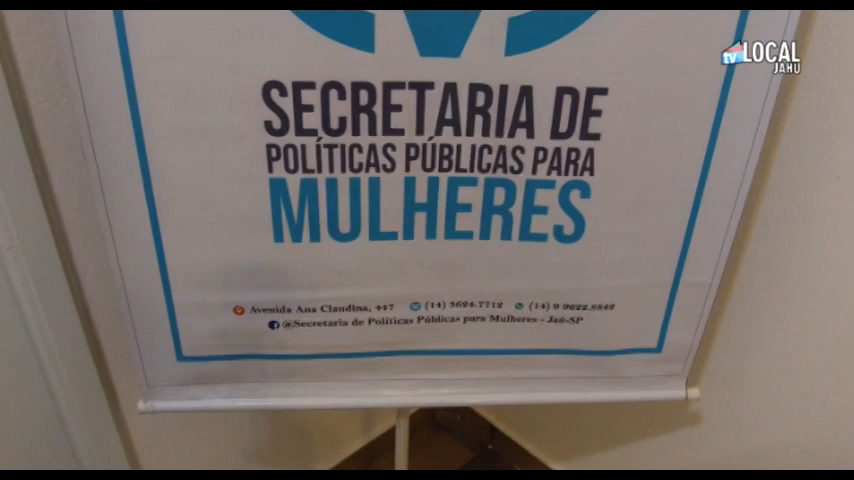 tv LOCAL
JAHU
SECRETARIA DE
POLÍTICAS PÚBLICAS PARA
MULHERES
Avenida Ana Claudina, 447 (14) 3624.7712 (14) 9 9622.8842
@Secretaria de Políticas Públicas para Mulheres - Jaú-SP